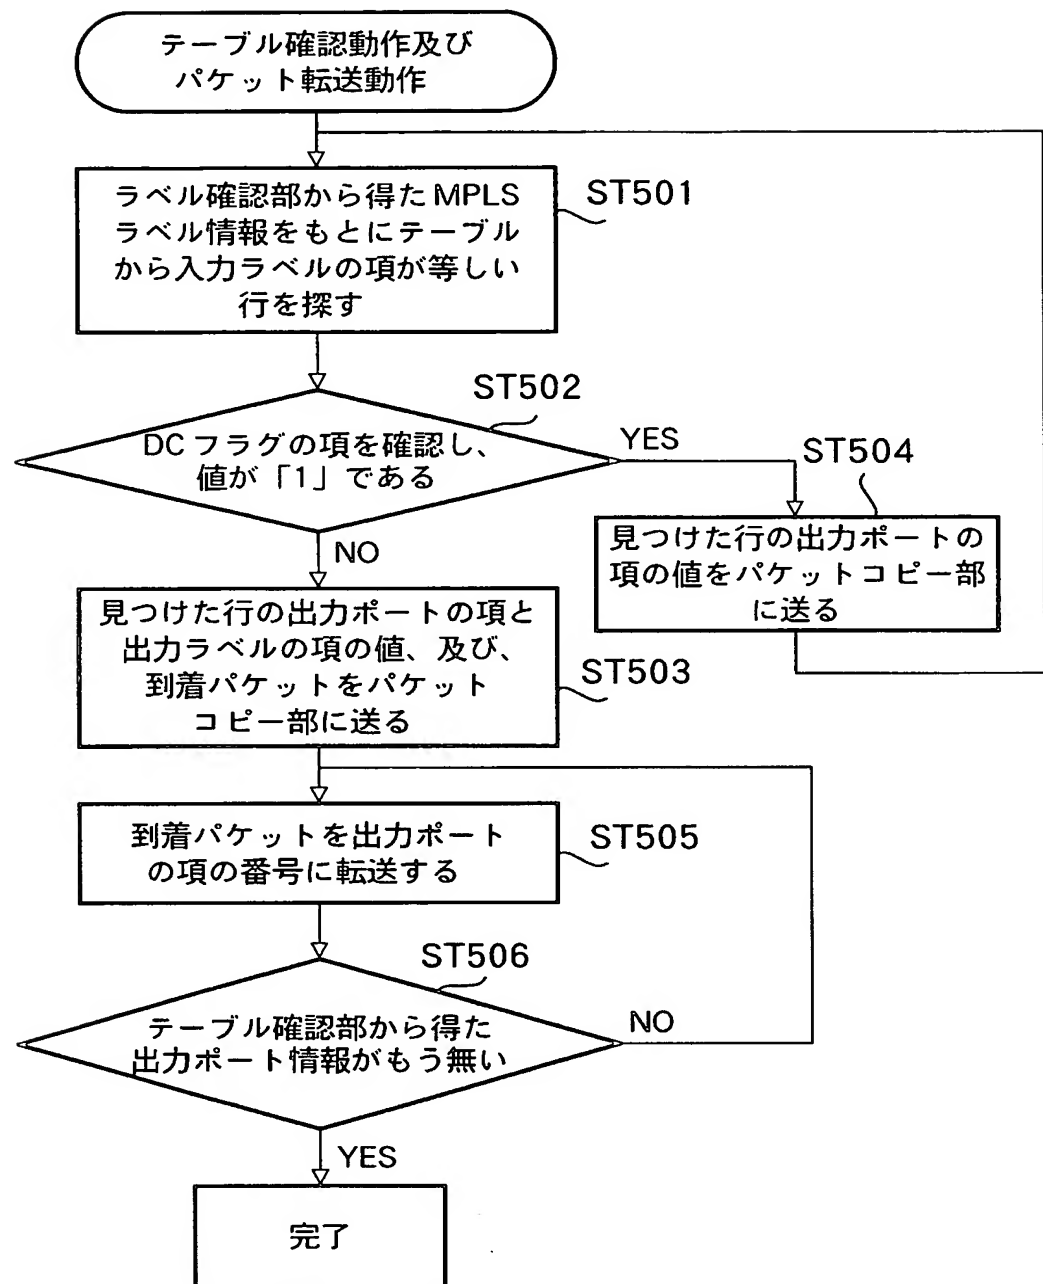 テーブル確認動作及び
パケット転送動作
ラベル確認部から得たMPLS
ラベル情報をもとにテーブル
から入力ラベルの項が等しい
行を探す
ST501
ST502
DCフラグの項を確認し、
値が「1」である
YES
ST504
見つけた行の出力ポートの
項の値をパケットコピー部
に送る
NO
見つけた行の出力ポートの項と
出力ラベルの項の値、及び、
到着パケットをパケット
コピー部に送る
ST503
到着パケットを出力ポート
の項の番号に転送する
ST505
ST506
テーブル確認部から得た
出力ポート情報がもう無い
NO
YES
完了